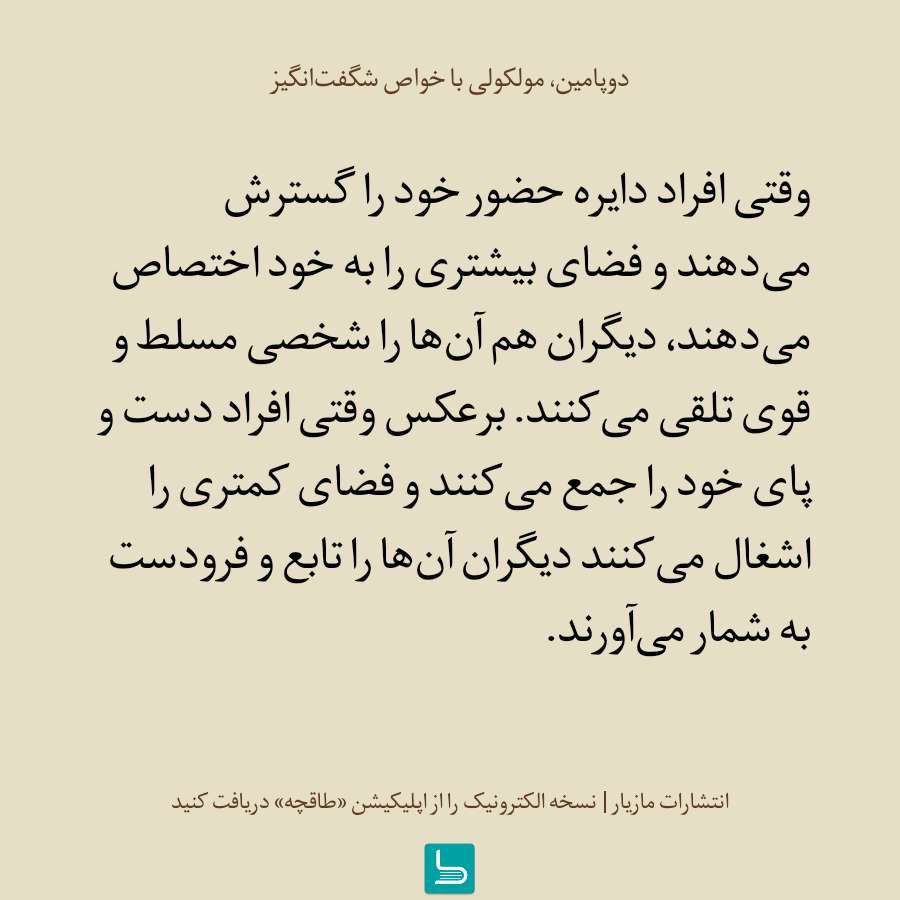 دوپامین، مولکولی با خواص شگفت‌انگیز
وقتی افراد دایره حضور خود را گسترش
می‌دهند و فضای بیشتری را به خود اختصاص
می‌دهند، دیگران هم آن‌ها را شخصی مسلط و
قوی تلقی می‌کنند. برعکس وقتی افراد دست و
پای خود را جمع می‌کنند و فضای کمتری را
اشغال می‌کنند دیگران آن‌ها را تابع و فرودست
به شمار می‌آورند.
انتشارات مازیار | نسخه الکترونیک را از اپلیکیشن «طاقچه» دریافت کنید